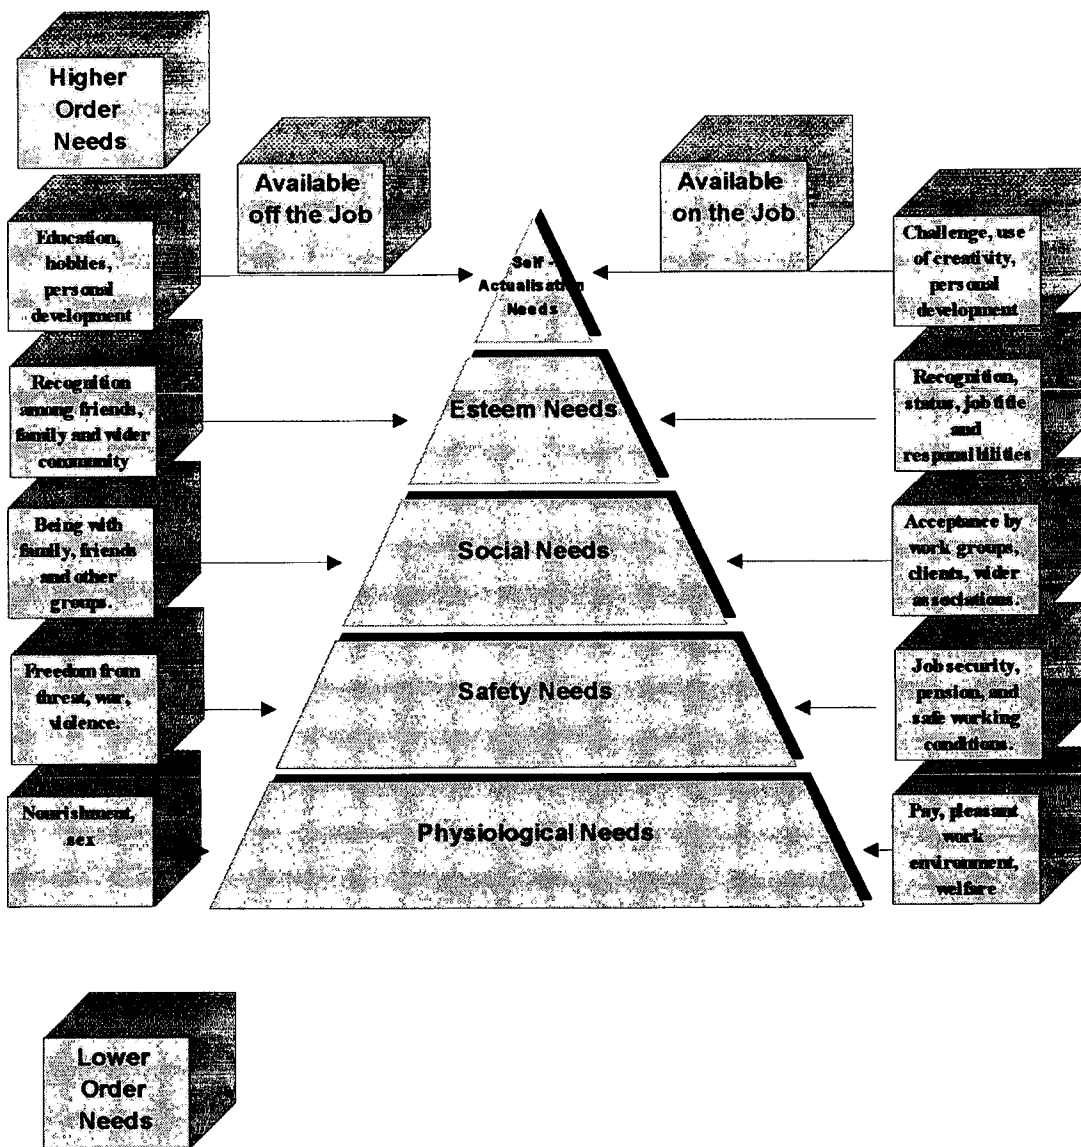 Higher
Order
Needs
Available
off the Job
Available
on the Job
Education,
hobbies,
personal
development
Self -
Actualisation
Needs
Challenge, use
of creativity,
personal
development
Recognition
among friends,
family and wider
community
Esteem Needs
Recognition,
status, job title
and
responsibilities
Being with
family, friends
and other
groups.
Social Needs
Acceptance by
work groups,
clients, wider
associations.
Freedom from
threat, war,
violence.
Safety Needs
Job security,
pension, and
safe working
conditions.
Nourishment,
sex
Physiological Needs
Pay, pleasant
work
environment,
welfare
Lower
Order
Needs